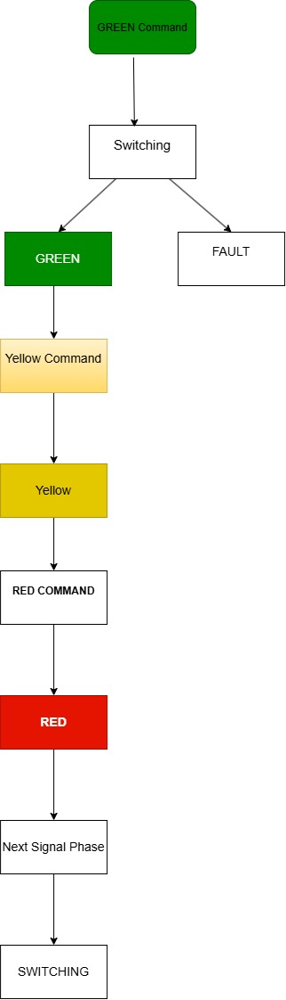 GREEN Command
Switching
GREEN
FAULT
Yellow Command
Yellow
RED COMMAND
RED
Next Signal Phase
SWITCHING